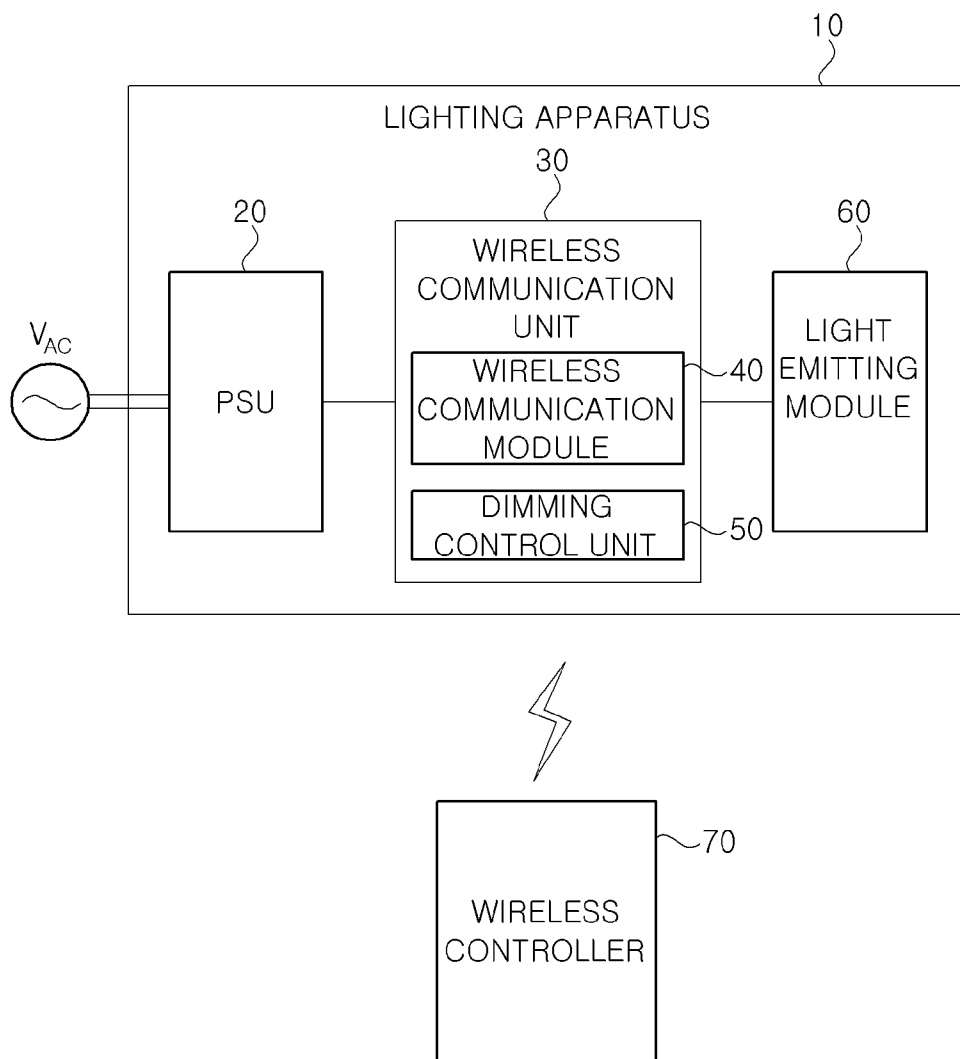 10
LIGHTING APPARATUS
30
20
60
WIRELESS
COMMUNICATION
UNIT
LIGHT
EMITTING
MODULE
VAC
PSU
WIRELESS
COMMUNICATION
MODULE
40
DIMMING
CONTROL UNIT
50
70
WIRELESS
CONTROLLER